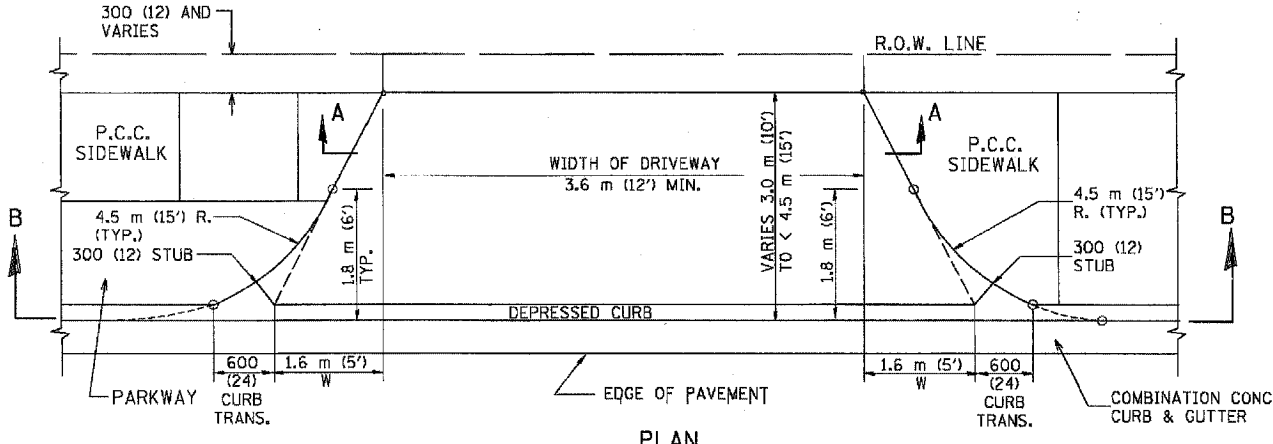 300 (12) AND
VARIES
R.O.W. LINE
A
A
P.C.C.
SIDEWALK
P.C.C.
SIDEWALK
WIDTH OF DRIVEWAY
3.6 m (12') MIN.
VARIES 3.0 m (10')
TO < 4.5 m (15')
B
B
4.5 m (15') R.
(TYP.)
300 (12) STUB
1.8 m (6')
TYP.
1.8 m (6')
4.5 m (15')
R. (TYP.)
300 (12)
STUB
DEPRESSED CURB
600
(24)
CURB
TRANS.
1.6 m (5')
W
1.6 m (5')
W
600
(24)
CURB
TRANS.
PARKWAY
EDGE OF PAVEMENT
COMBINATION CONC
CURB & GUTTER
PLAN